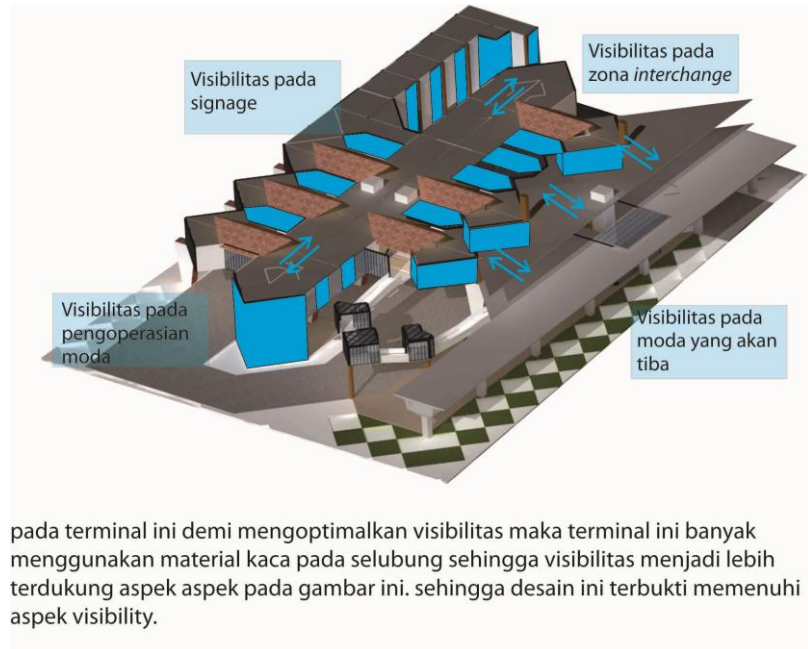 Visibilitas pada
signage
Visibilitas pada
zona interchange
Visibilitas pada
pengoperasian
moda
Visibilitas pada
moda yang akan
tiba
pada terminal ini demi mengoptimalkan visibilitas maka terminal ini banyak
menggunakan material kaca pada selubung sehingga visibilitas menjadi lebih
terdukung aspek aspek pada gambar ini. sehingga desain ini terbukti memenuhi
aspek visibility.